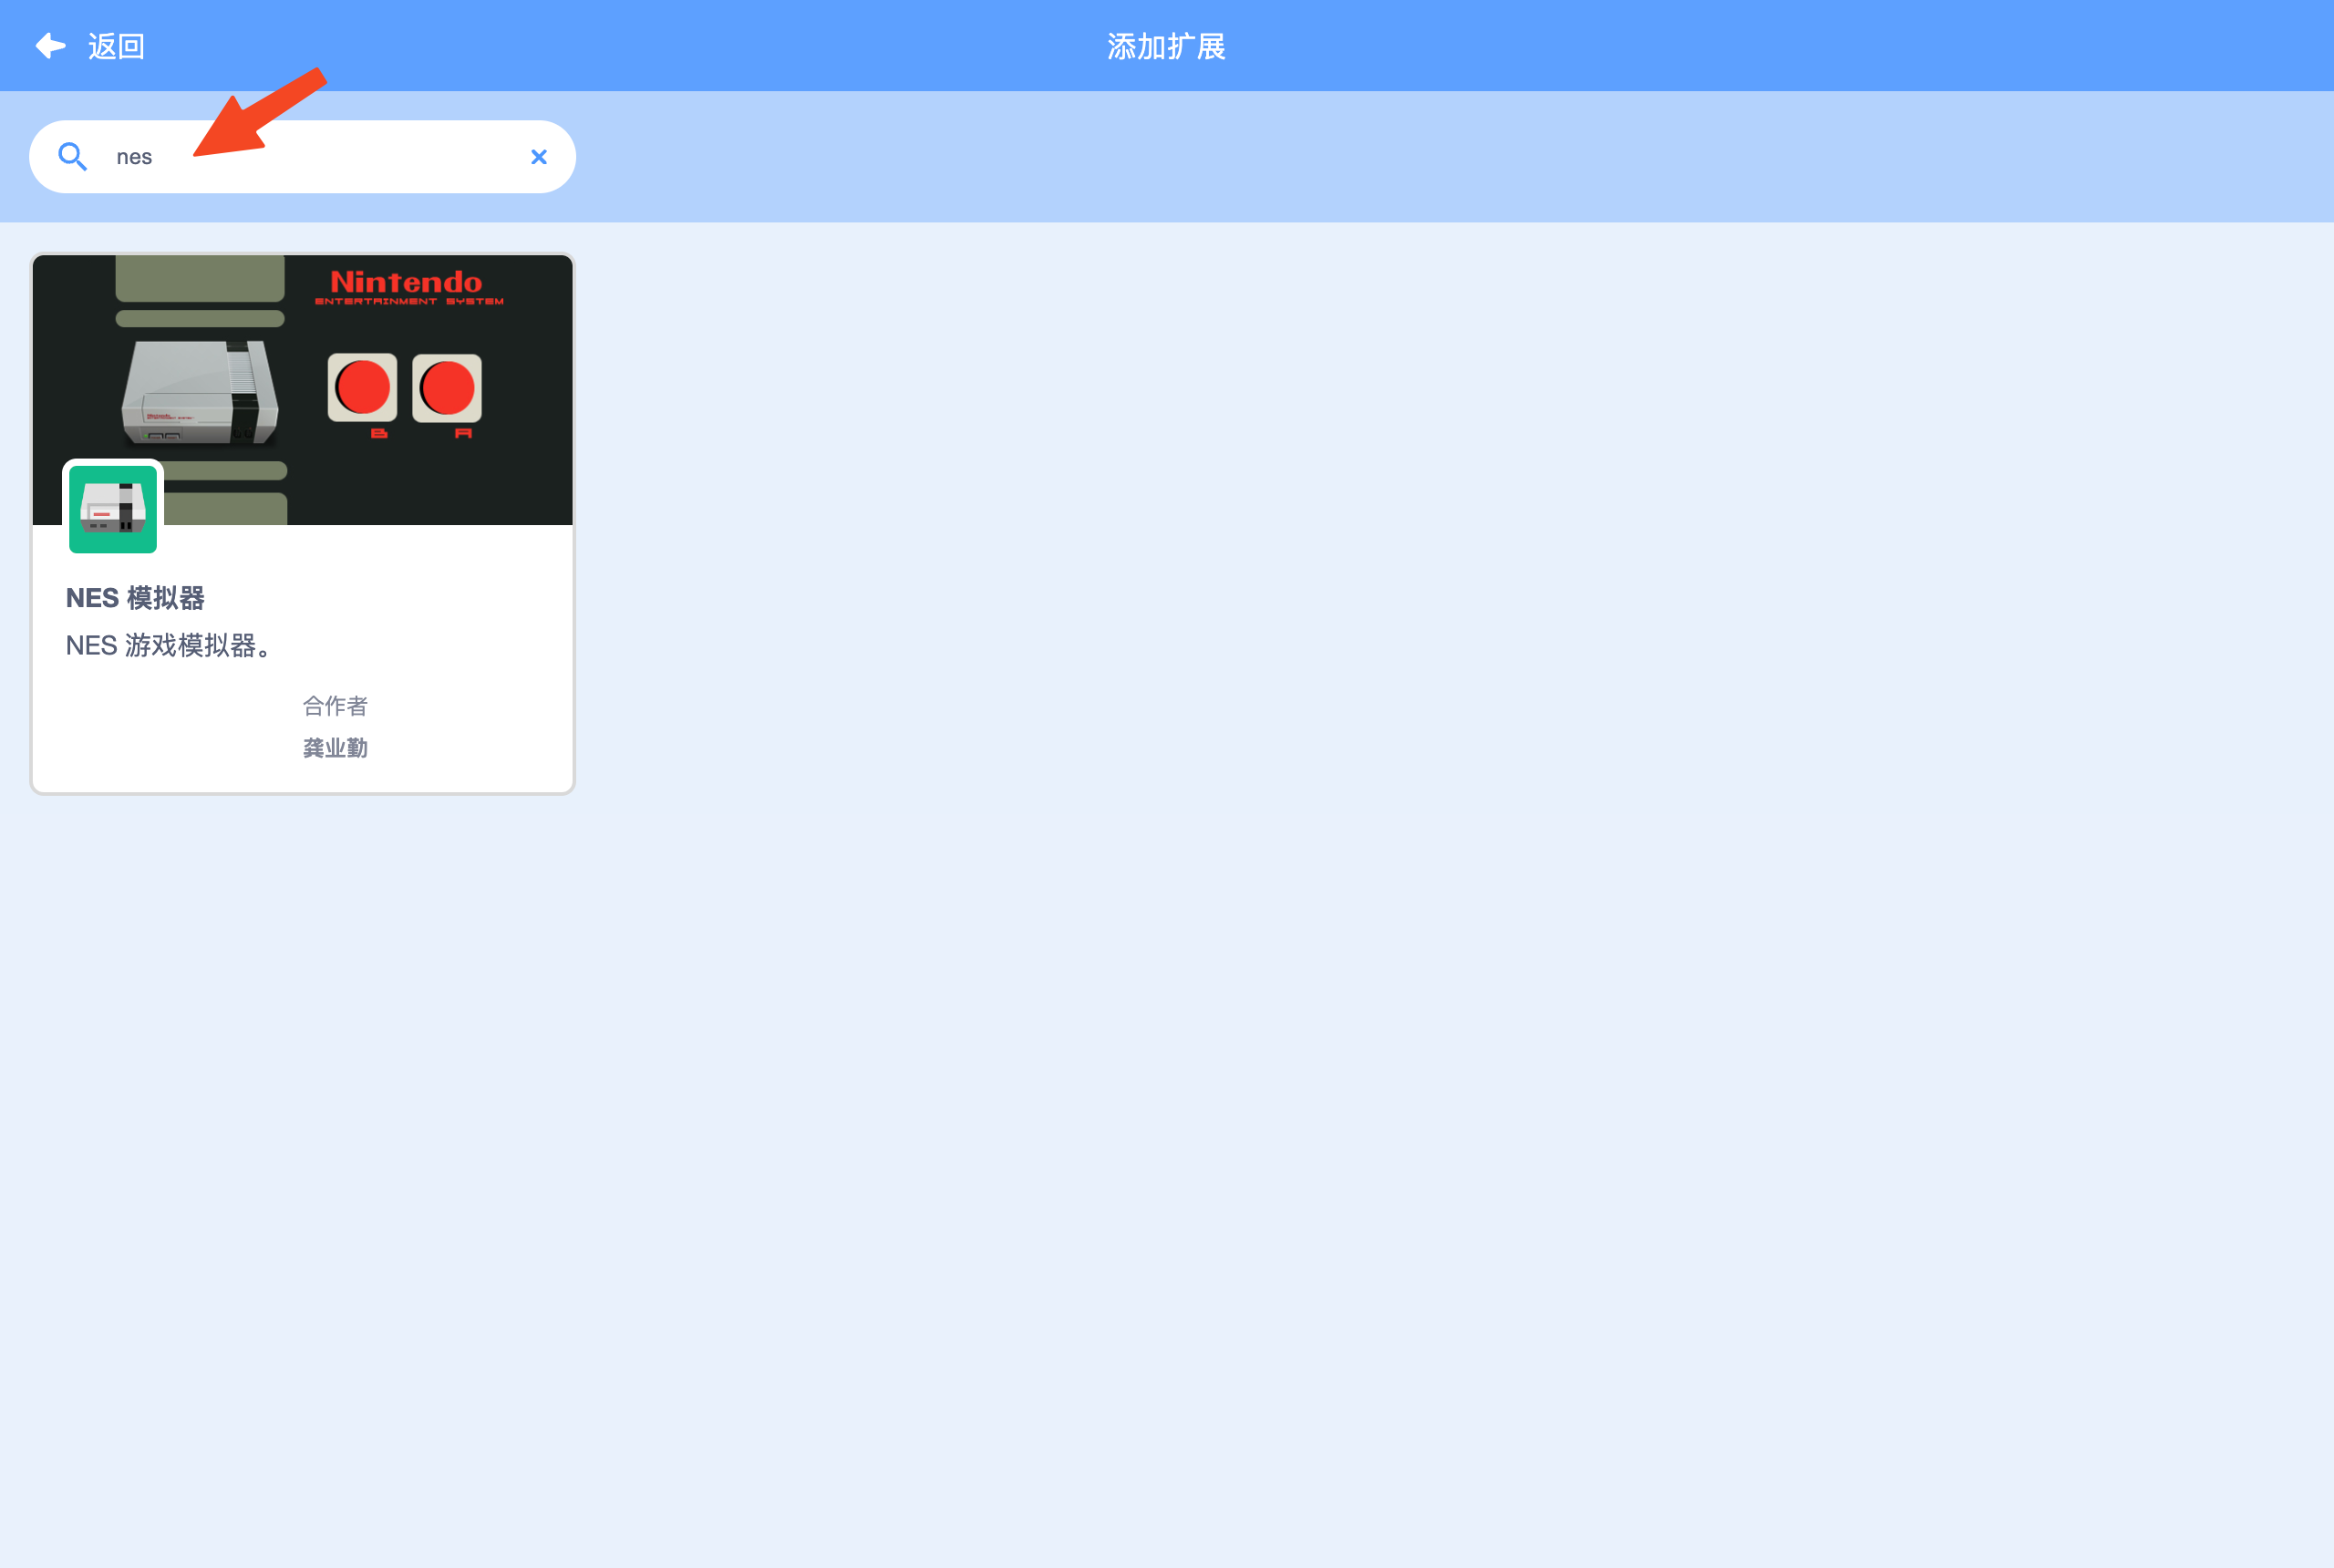 返回
添加扩展
nes
Nintendo
ENTERTAINMENT SYSTEM
B A
NES 模拟器
NES 游戏模拟器。
合作者
龚业勤